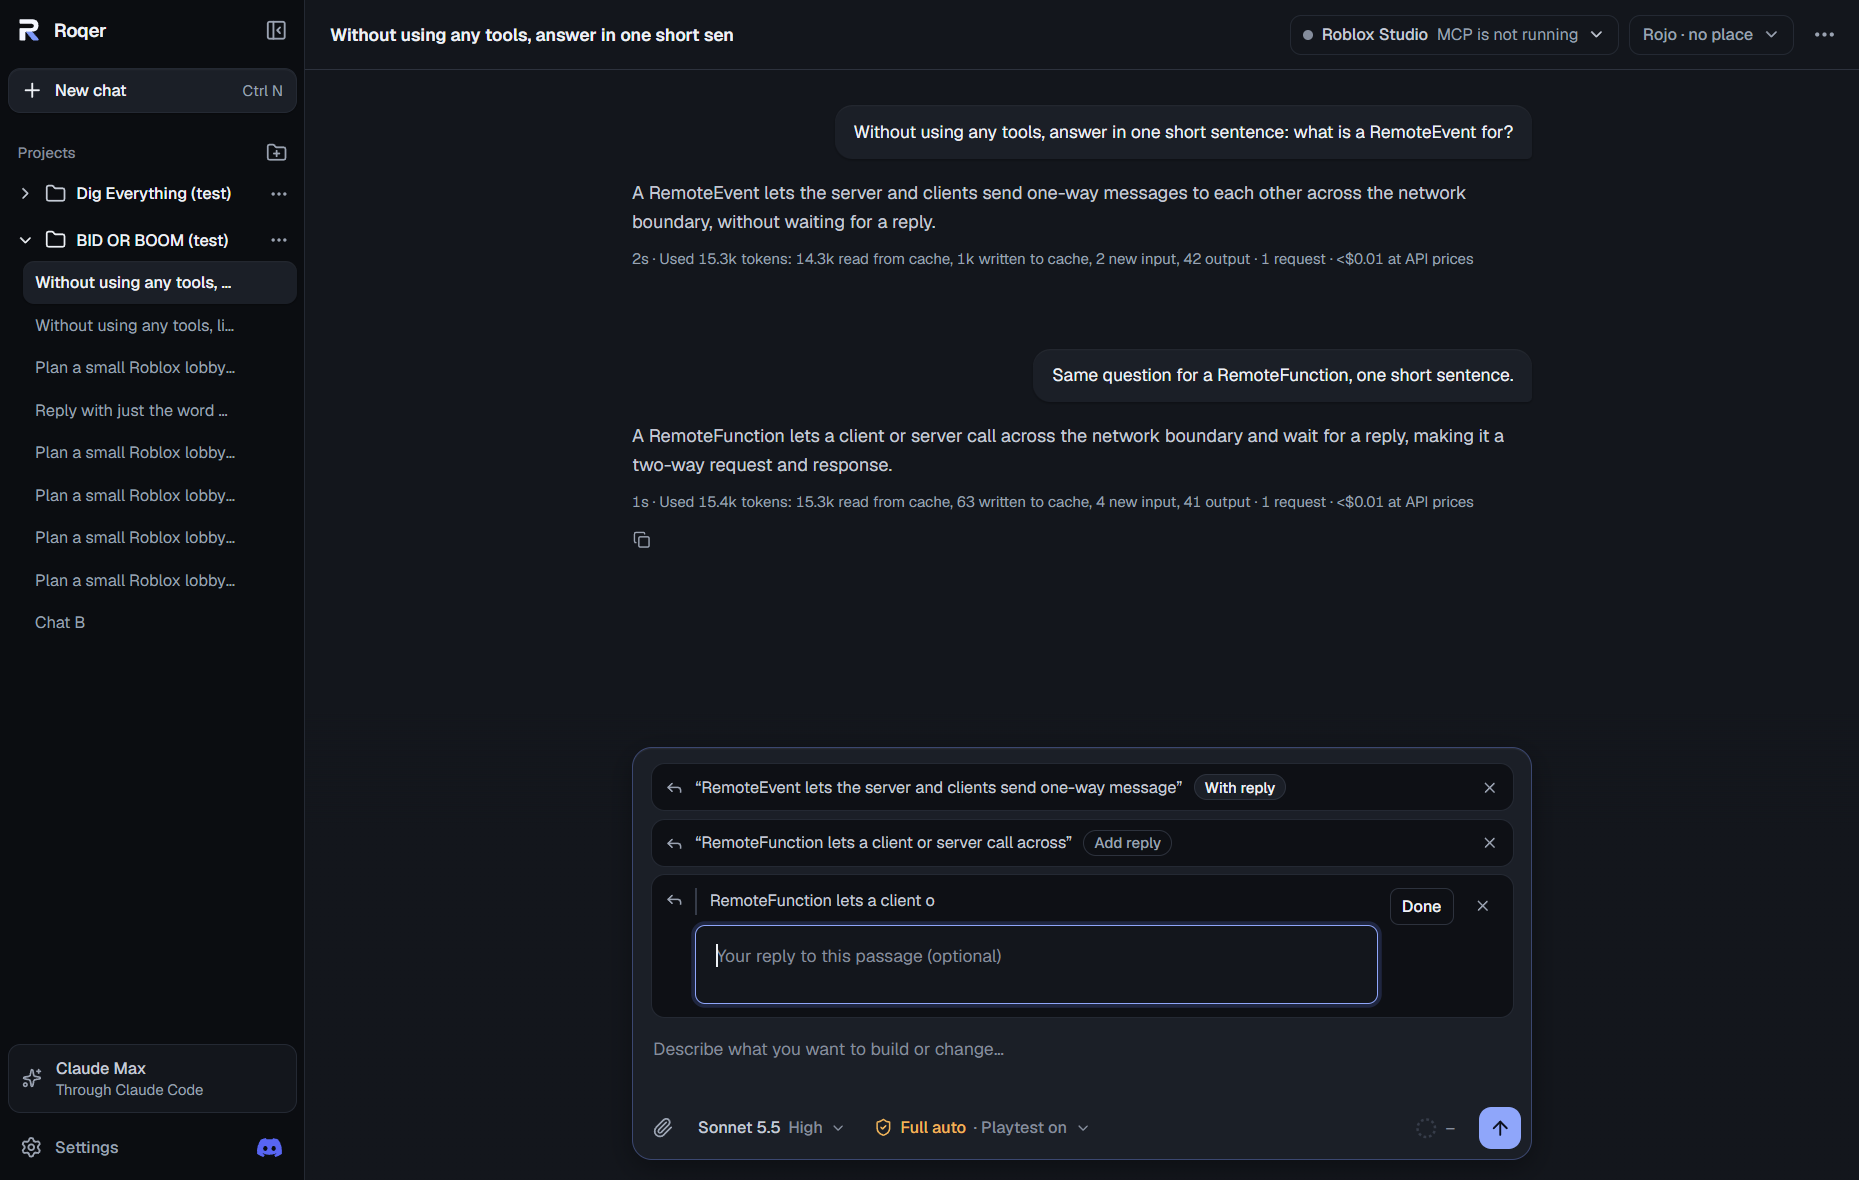 Roqer
New chat
Ctrl N
Projects
Dig Everything (test)
BID OR BOOM (test)
Without using any tools, ...
Without using any tools, li...
Plan a small Roblox lobby...
Reply with just the word ...
Plan a small Roblox lobby...
Plan a small Roblox lobby...
Plan a small Roblox lobby...
Plan a small Roblox lobby...
Chat B
Claude Max
Through Claude Code
Settings
Without using any tools, answer in one short sen
Roblox Studio MCP is not running
Rojo · no place
Without using any tools, answer in one short sentence: what is a RemoteEvent for?
A RemoteEvent lets the server and clients send one-way messages to each other across the network
boundary, without waiting for a reply.
2s · Used 15.3k tokens: 14.3k read from cache, 1k written to cache, 2 new input, 42 output · 1 request · <$0.01 at API prices
Same question for a RemoteFunction, one short sentence.
A RemoteFunction lets a client or server call across the network boundary and wait for a reply, making it a
two-way request and response.
1s · Used 15.4k tokens: 15.3k read from cache, 63 written to cache, 4 new input, 41 output · 1 request · <$0.01 at API prices
“RemoteEvent lets the server and clients send one-way message” With reply
“RemoteFunction lets a client or server call across” Add reply
RemoteFunction lets a client o
Done
Your reply to this passage (optional)
Describe what you want to build or change...
Sonnet 5.5 High
Full auto · Playtest on
–